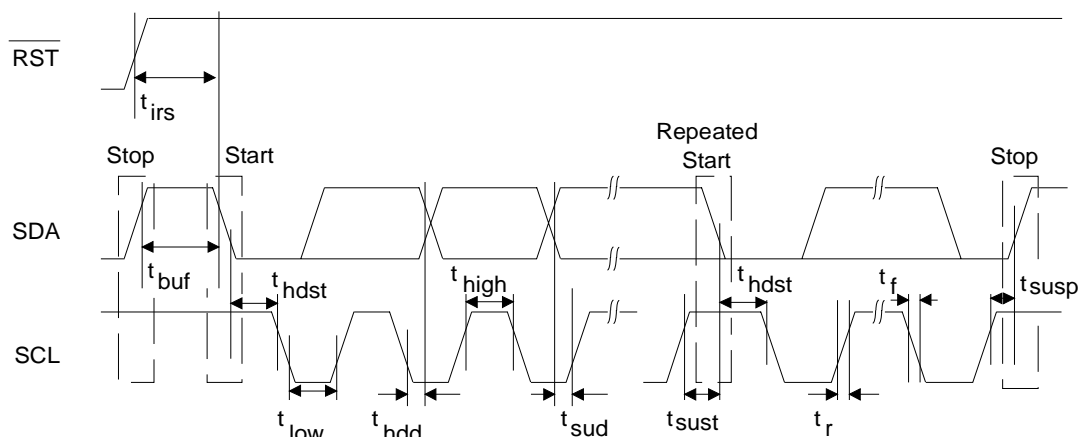 RST
t irs
Repeated
Stop Start Start Stop
SDA
t buf t hdst t high t hdst t f t susp
SCL
t low t hdd t sud t sust t r